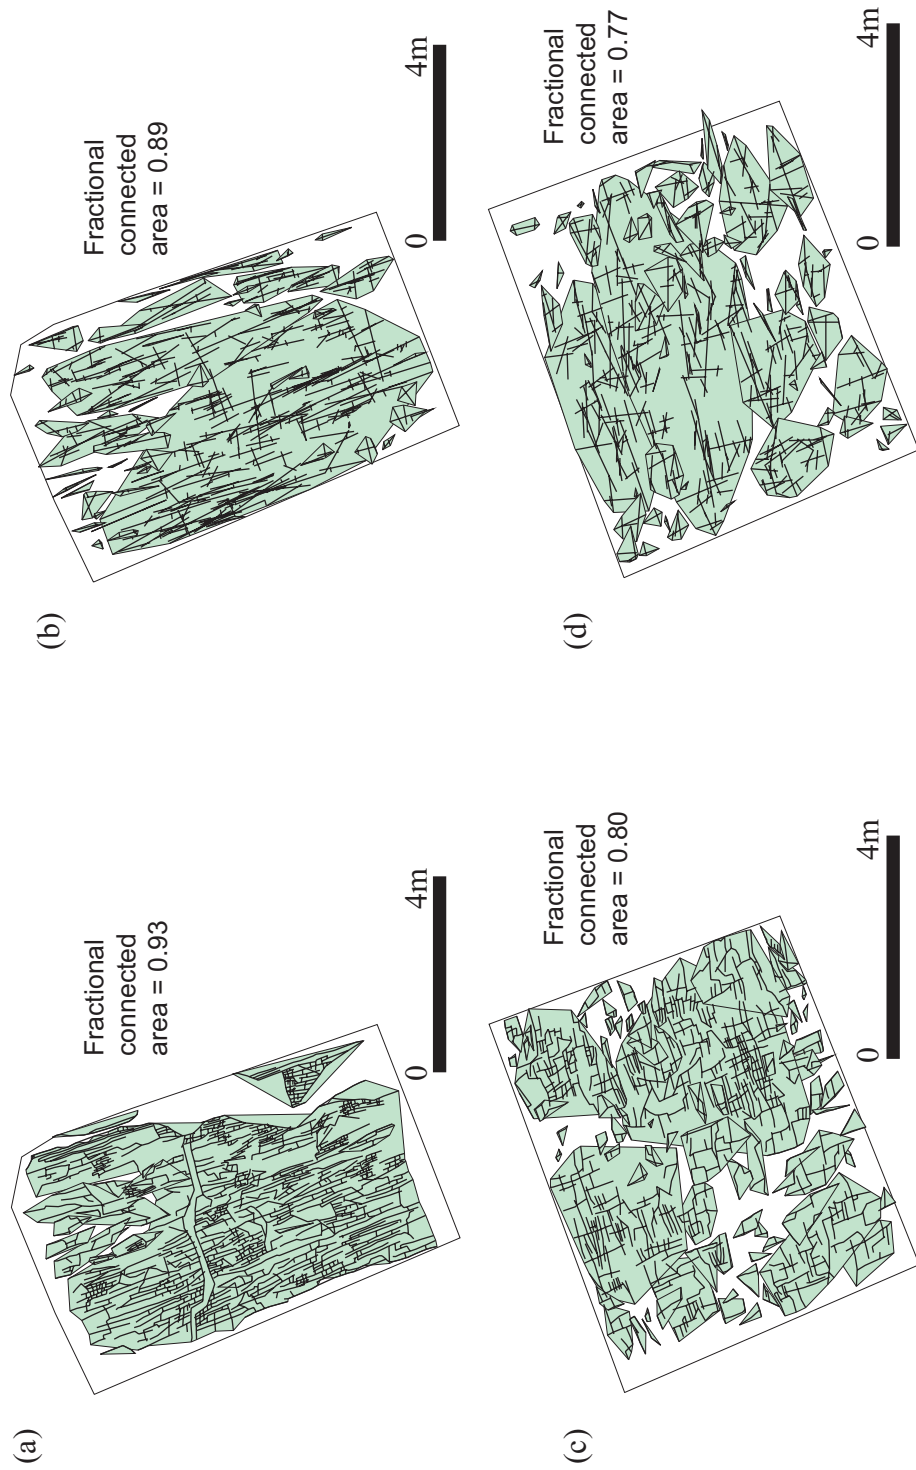 (a)
Fractional
connected
area = 0.93
0
4m
(b)
Fractional
connected
area = 0.89
0
4m
(c)
Fractional
connected
area = 0.80
0
4m
(d)
Fractional
connected
area = 0.77
0
4m